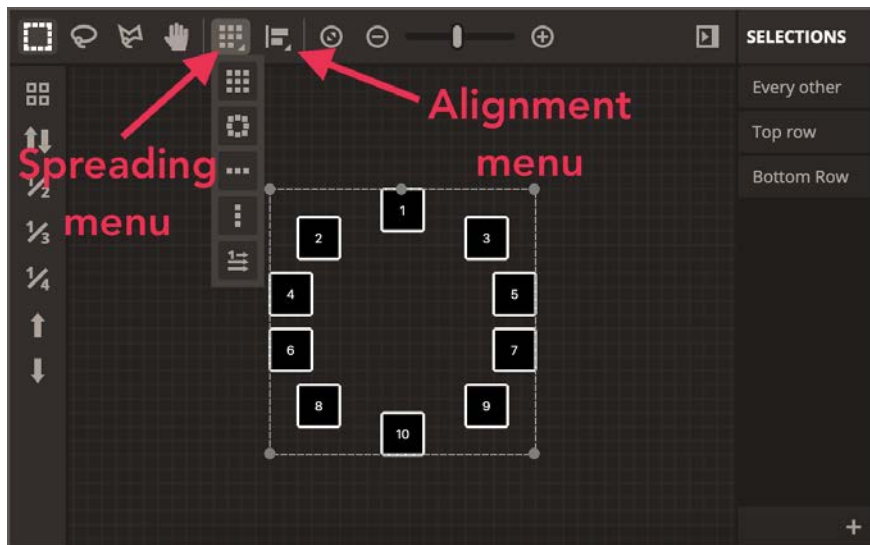 SELECTIONS
Every other
Top row
Bottom Row
Alignment
menu
Spreading
menu
1/2
1/3
1/4
1
1
2
3
4
5
6
7
8
9
10
+